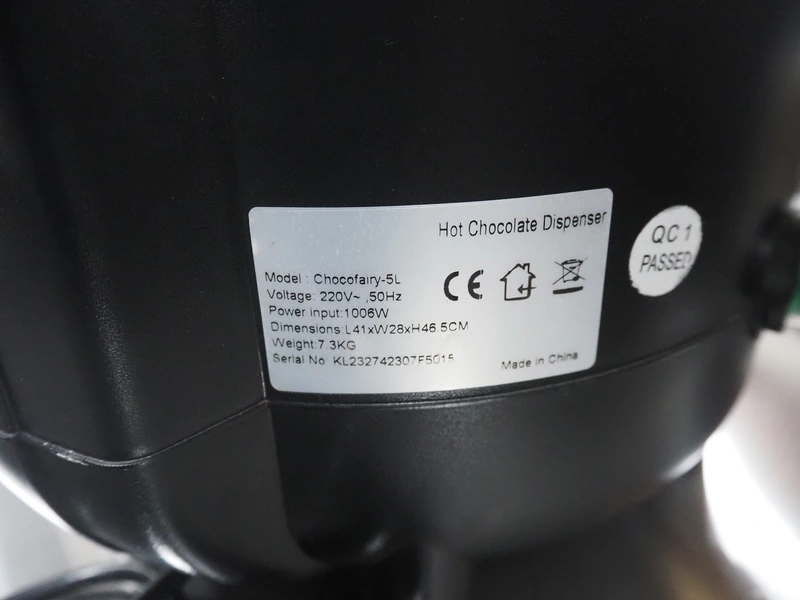 Hot Chocolate Dispenser
Model : Chocofairy-5L
Voltage: 220V~ ,50Hz
Power input:1006W
Dimensions:L41xW28xH46.5CM
Weight:7.3KG
Serial No: KL232742307F5015
CE
Made in China
QC 1
PASSED